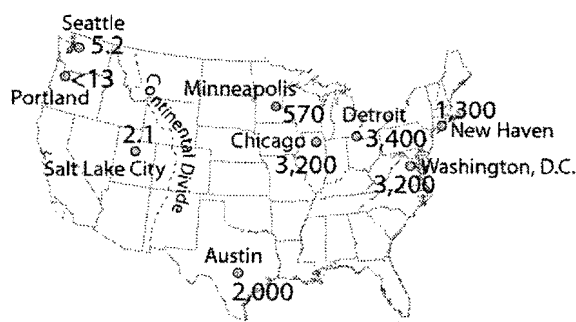 Seattle
5.2
<13
Portland
Continental Divide
Minneapolis
570
Detroit
3,400
1,300
New Haven
2.1
Salt Lake City
Chicago
3,200
Washington, D.C.
3,200
Austin
2,000